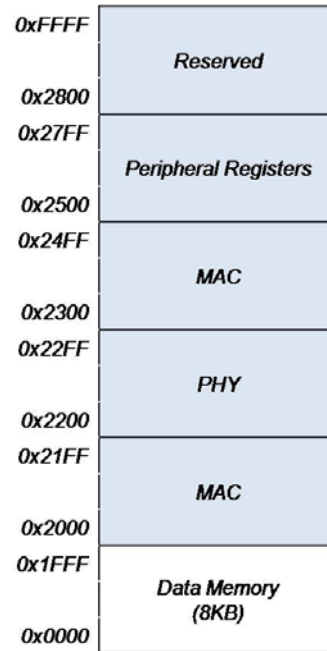 0xFFFF
Reserved
0x2800
0x27FF
Peripheral Registers
0x2500
0x24FF
MAC
0x2300
0x22FF
PHY
0x2200
0x21FF
MAC
0x2000
0x1FFF
Data Memory
(8KB)
0x0000